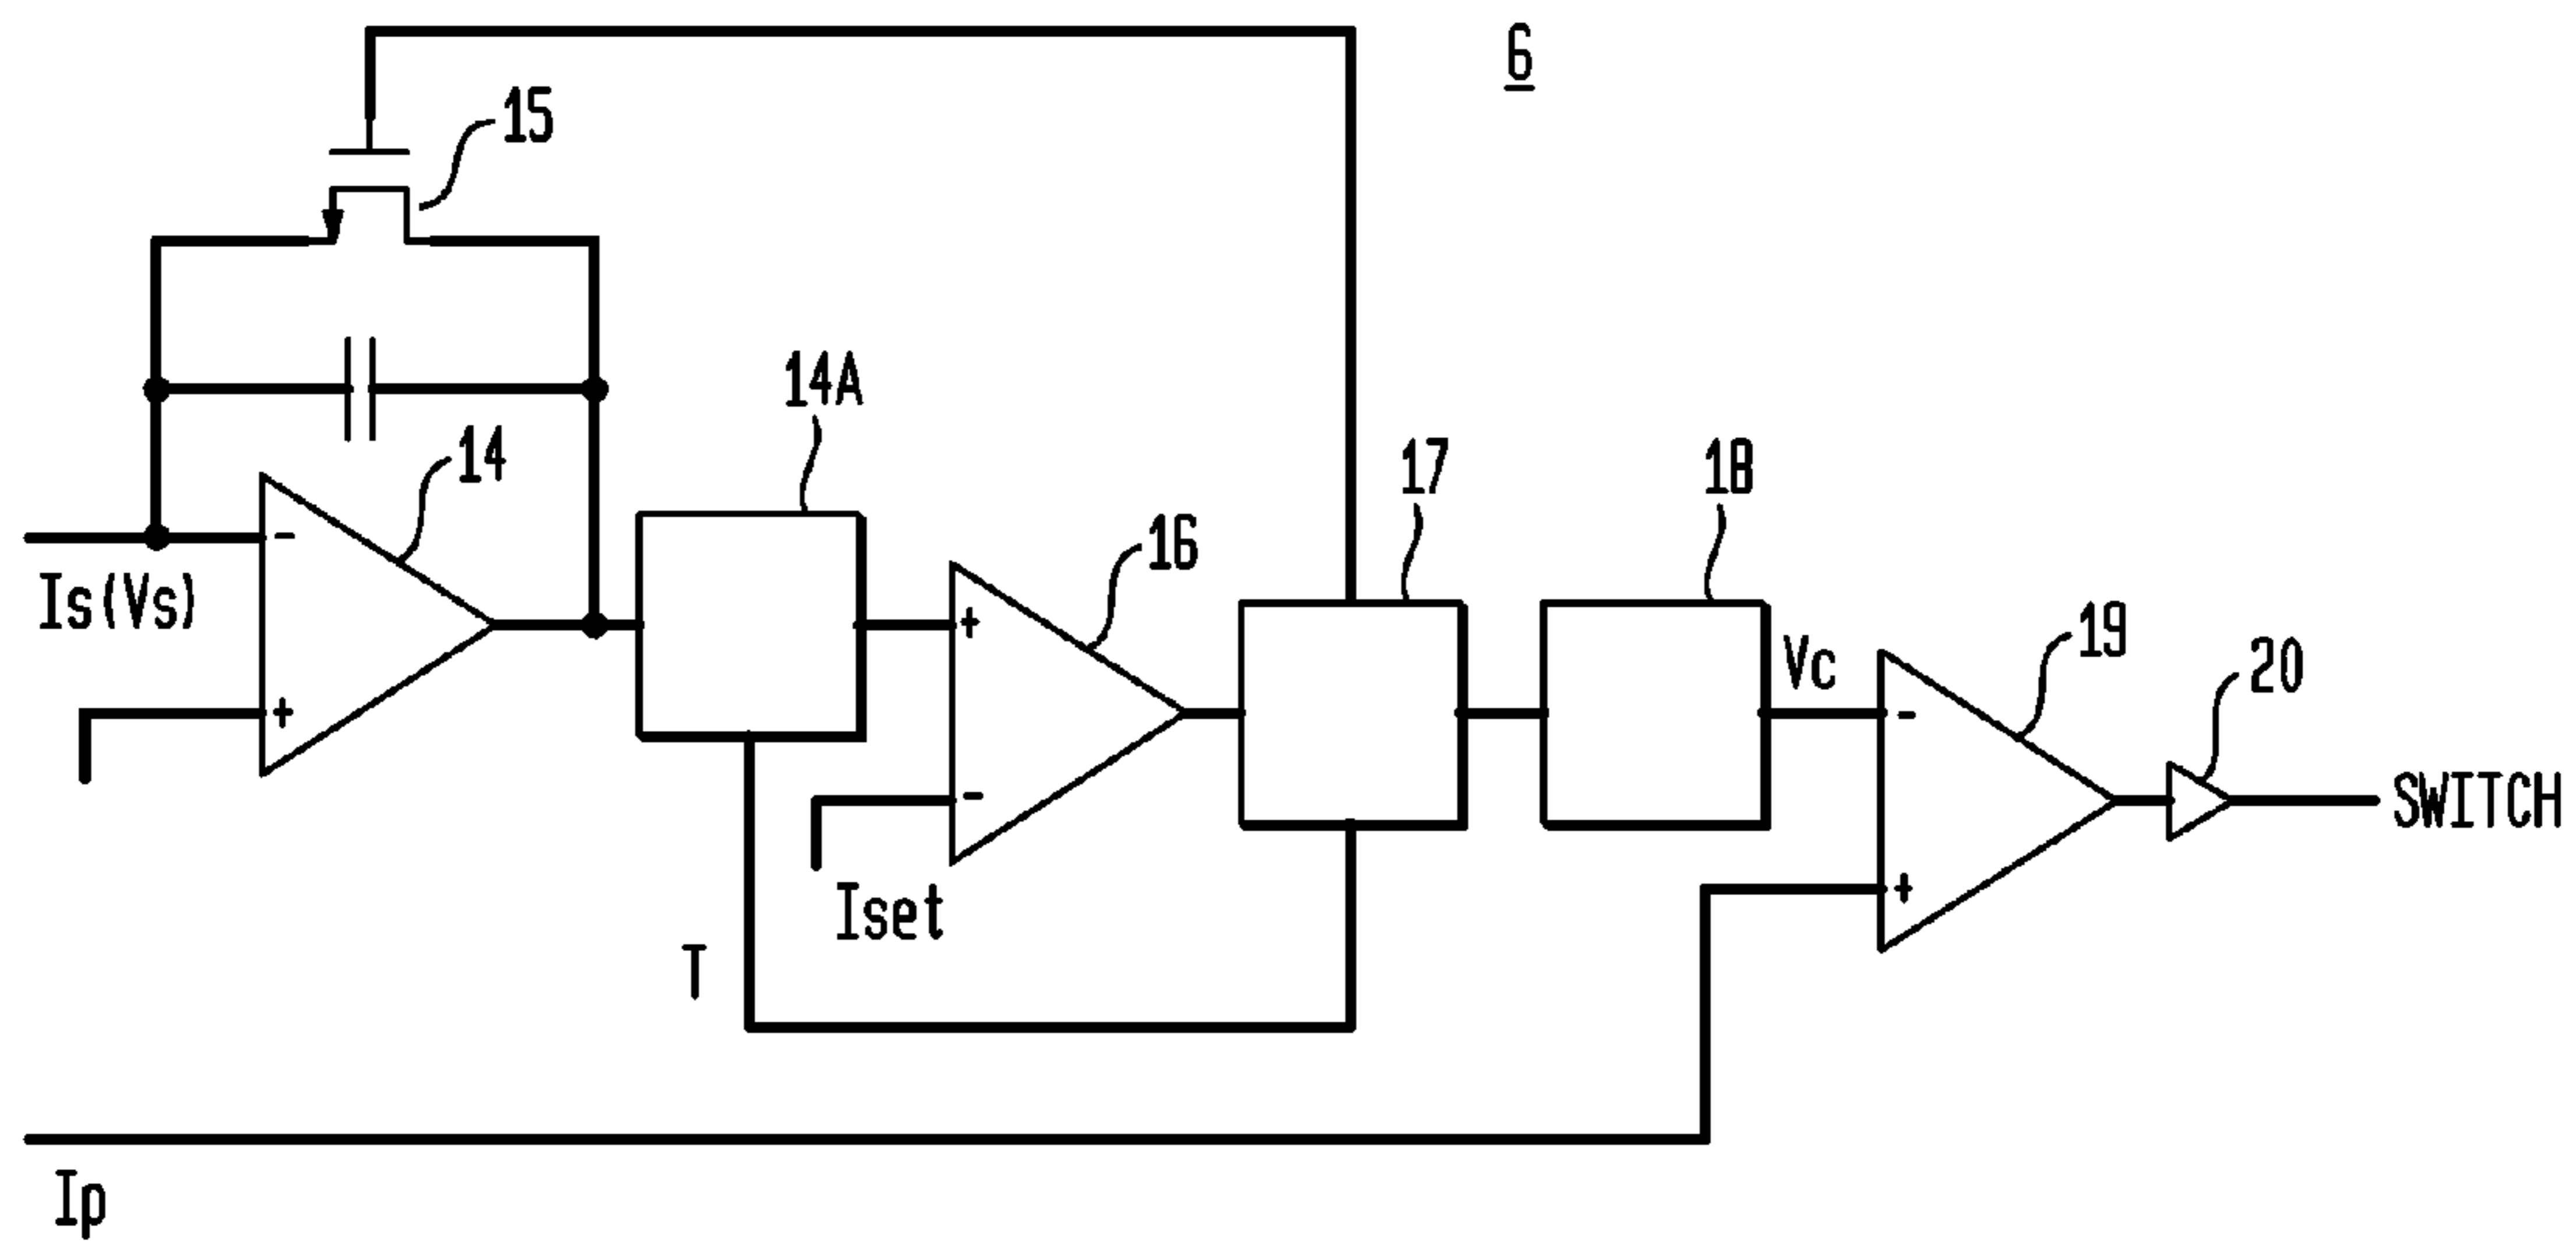 6
15
14A
14
17
18
16
Is(Vs)
-
+
+
-
Iset
T
Vc
19
20
-
+
SWITCH
Ip